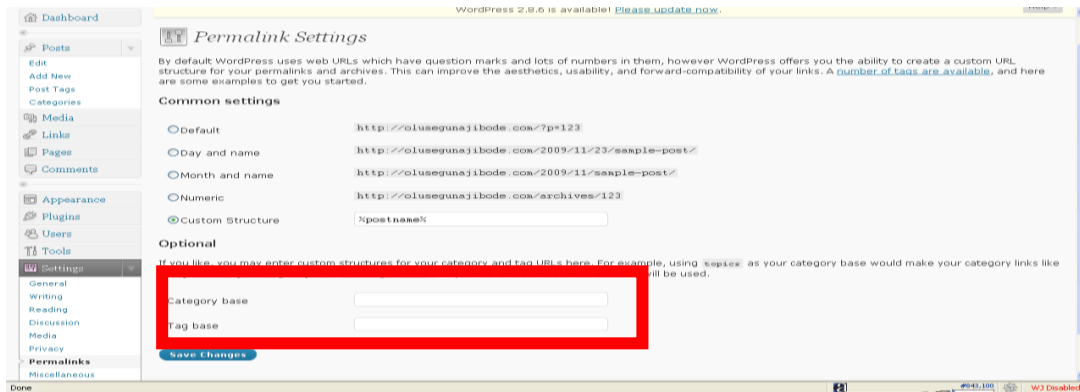 WordPress 2.8.6 is available! Please update now.
Dashboard
Posts
Edit
Add New
Post Tags
Categories
Media
Links
Pages
Comments
Appearance
Plugins
Users
Tools
Settings
General
Writing
Reading
Discussion
Media
Privacy
Permalinks
Miscellaneous
Permalink Settings
By default WordPress uses web URLs which have question marks and lots of numbers in them, however WordPress offers you the ability to create a custom URL
structure for your permalinks and archives. This can improve the aesthetics, usability, and forward-compatibility of your links. A number of tags are available, and here
are some examples to get you started.
Common settings
Default http://olusegunajibode.com/?p=123
Day and name http://olusegunajibode.com/2009/11/23/sample-post/
Month and name http://olusegunajibode.com/2009/11/sample-post/
Numeric http://olusegunajibode.com/archives/123
Custom Structure %postname%
Optional
If you like, you may enter custom structures for your category and tag URLs here. For example, using topics as your category base would make your category links like
will be used.
Category base
Tag base
Save Changes
Done
#043,100
WJ Disabled